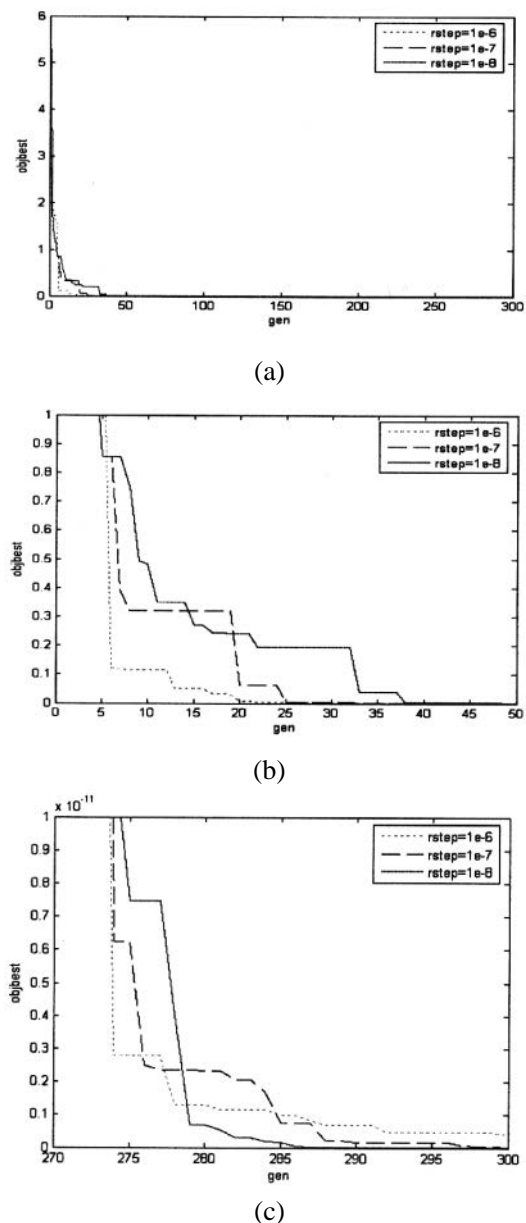 6
5
4
3
2
1
0
objbest
rstep=1e-6
rstep=1e-7
rstep=1e-8
0 50 100 150 200 250 300
gen
(a)
1
0.9
0.8
0.7
0.6
0.5
0.4
0.3
0.2
0.1
0
objbest
rstep=1e-6
rstep=1e-7
rstep=1e-8
0 5 10 15 20 25 30 35 40 45 50
gen
(b)
x 10^-11
1
0.9
0.8
0.7
0.6
0.5
0.4
0.3
0.2
0.1
0
objbest
rstep=1e-6
rstep=1e-7
rstep=1e-8
270 275 280 285 290 295 300
gen
(c)